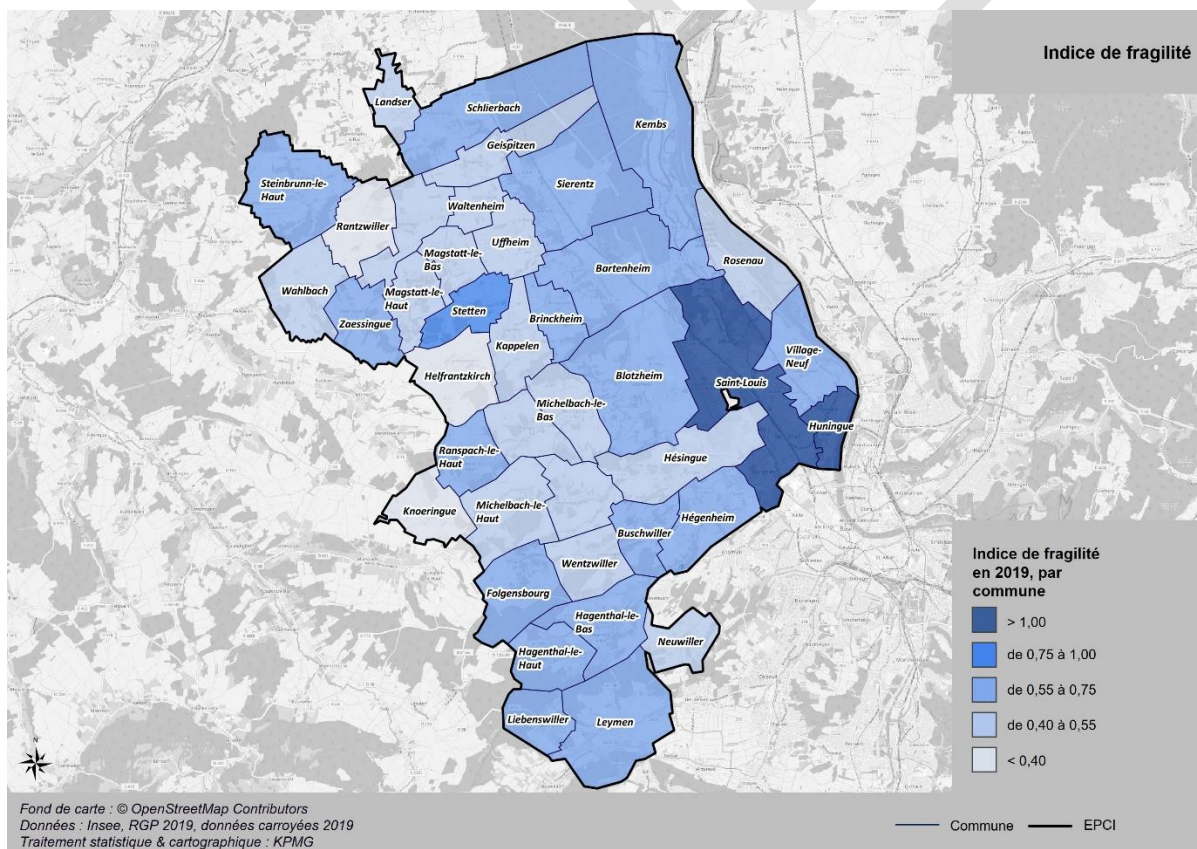 Indice de fragilité
Landser
Schlierbach
Kembs
Geispitzen
Steinbrunn-le-
Haut
Sierentz
Rantzwiller
Waltenheim
Uffheim
Magstatt-le-
Bas
Rosenau
Bartenheim
Wahlbach
Magstatt-le-
Haut
Stetten
Zaessingue
Brinckheim
Kappelen
Village-
Neuf
Helfrantzkirch
Blotzheim
Saint-Louis
Michelbach-le-
Bas
Huningue
Ranspach-le-
Haut
Hésingue
Knoeringue
Michelbach-le-
Haut
Hégenheim
Buschwiller
Wentzwiller
Folgensbourg
Hagenthal-le-
Bas
Neuwiller
Hagenthal-le-
Haut
Liebenswiller
Leymen
Indice de fragilité
en 2019, par
commune
> 1,00
de 0,75 à 1,00
de 0,55 à 0,75
de 0,40 à 0,55
< 0,40
N
Fond de carte : © OpenStreetMap Contributors
Données : Insee, RGP 2019, données carroyées 2019
Traitement statistique & cartographique : KPMG
Commune
EPCI